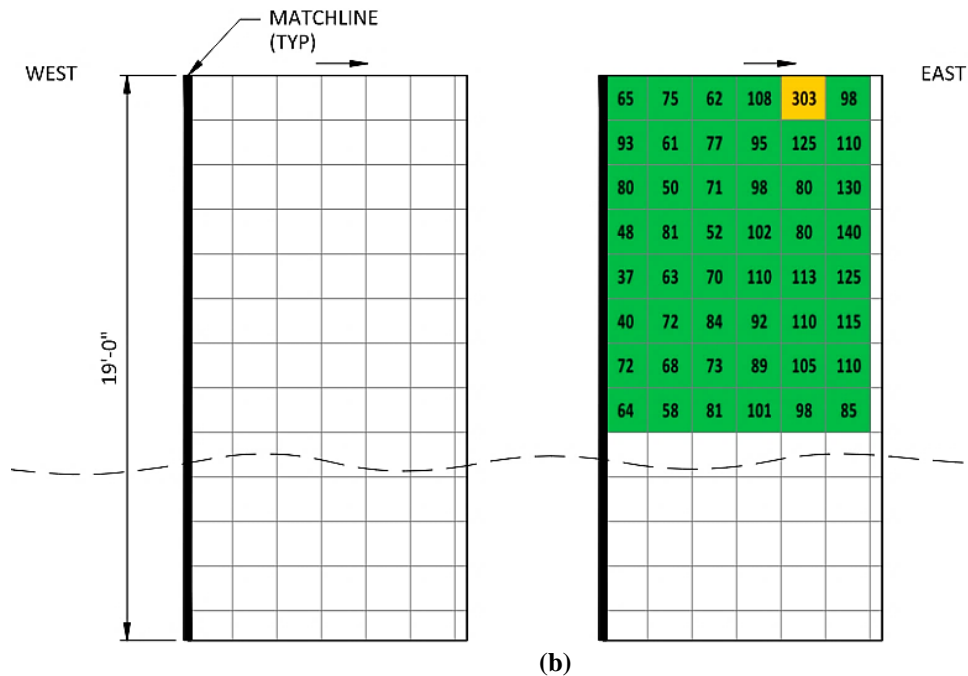 MATCHLINE
(TYP)
WEST
EAST
19'-0"
65 75 62 108 303 98
93 61 77 95 125 110
80 50 71 98 80 130
48 81 52 102 80 140
37 63 70 110 113 125
40 72 84 92 110 115
72 68 73 89 105 110
64 58 81 101 98 85
(b)